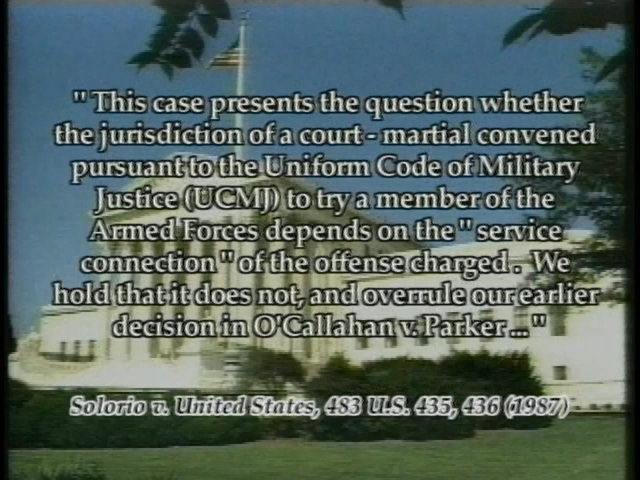 " This case presents the question whether
the jurisdiction of a court - martial convened
pursuant to the Uniform Code of Military
Justice (UCMJ) to try a member of the
Armed Forces depends on the " service
connection " of the offense charged . We
hold that it does not, and overrule our earlier
decision in O'Callahan v. Parker ... "
Solorio v. United States, 483 U.S. 435, 436 (1987)